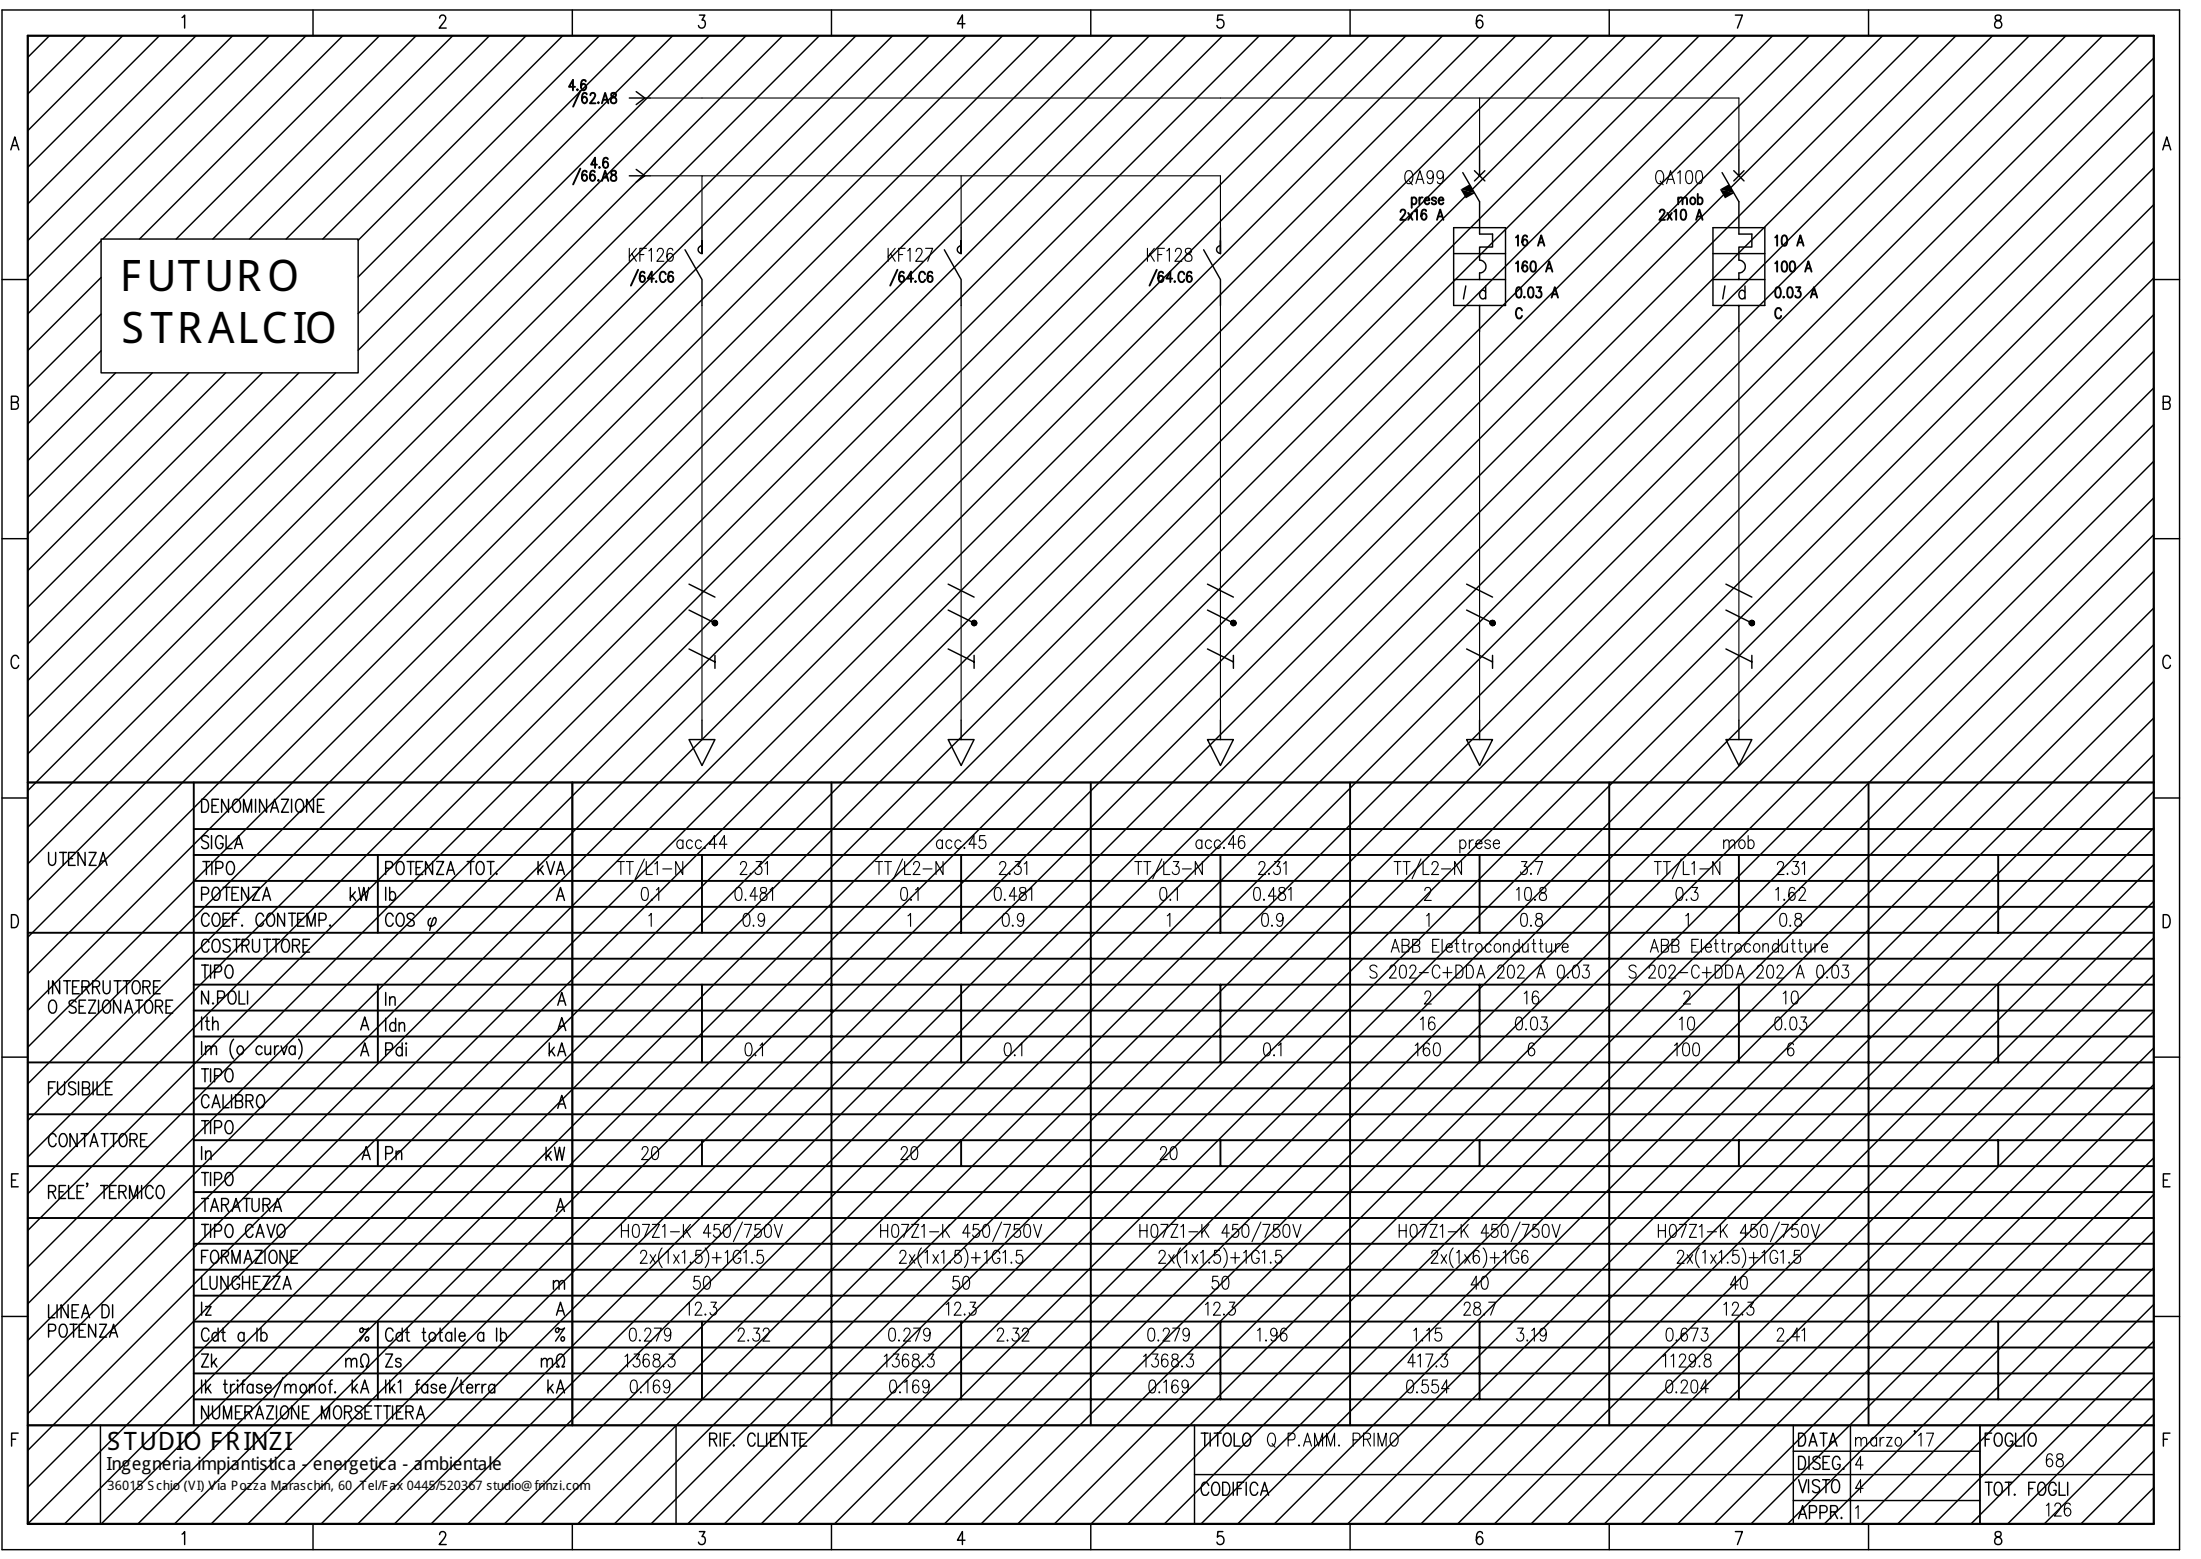 1 2 3 4 5 6 7 8
4.6
/62.A8
A A
4.6
/66.A8
QA99 QA100
prese mob
2x16 A 2x10 A
KF126 KF127 KF128 16 A 10 A
/64.C6 /64.C6 /64.C6 160 A 100 A
I d 0.03 A I d 0.03 A
C C
FUTURO
STRALCIO
B B
C C
DENOMINAZIONE
UTENZA
SIGLA acc.44 acc.45 acc.46 prese mob
TIPO POTENZA TOT. kVA TT/L1-N 2.31 TT/L2-N 2.31 TT/L3-N 2.31 TT/L2-N 3.7 TT/L1-N 2.31
POTENZA kW Ib A 0.1 0.481 0.1 0.481 0.1 0.481 2 10.8 0.3 1.62
D COEF. CONTEMP. COS φ 1 0.9 1 0.9 1 0.9 1 0.8 1 0.8 D
INTERRUTTORE
O SEZIONATORE
COSTRUTTORE ABB Elettrocondutture ABB Elettrocondutture
TIPO S 202-C+DDA 202 A 0.03 S 202-C+DDA 202 A 0.03
N.POLI In A 2 16 2 10
Ith A Idn A 16 0.03 10 0.03
Im (o curva) A Pdi kA 0.1 0.1 0.1 160 6 100 6
FUSIBILE
TIPO
CALIBRO A
CONTATTORE
TIPO
In A Pn kW 20 20 20
E RELE' TERMICO E
TIPO
TARATURA A
LINEA DI
POTENZA
TIPO CAVO H07Z1-K 450/750V H07Z1-K 450/750V H07Z1-K 450/750V H07Z1-K 450/750V H07Z1-K 450/750V
FORMAZIONE 2x(1x1.5)+1G1.5 2x(1x1.5)+1G1.5 2x(1x1.5)+1G1.5 2x(1x6)+1G6 2x(1x1.5)+1G1.5
LUNGHEZZA m 50 50 50 40 40
Iz A 12.3 12.3 12.3 28.7 12.3
Cdt a Ib % Cdt totale a Ib % 0.279 2.32 0.279 2.32 0.279 1.96 1.15 3.19 0.673 2.41
Zk mΩ Zs mΩ 1368.3 1368.3 1368.3 417.3 1129.8
Ik trifase/monof. kA Ik1 fase/terra kA 0.169 0.169 0.169 0.554 0.204
NUMERAZIONE MORSETTIERA
F F
STUDIO FRINZI
Ingegneria impiantistica - energetica - ambientale
36015 Schio (VI) Via Pozza Maraschin, 60 Tel/Fax 0445/520367 studio@frinzi.com
RIF. CLIENTE
TITOLO Q P.AMM. PRIMO
CODIFICA
DATA marzo '17
DISEG. 4
VISTO 4
APPR. 1
FOGLIO
68
TOT. FOGLI
126
1 2 3 4 5 6 7 8